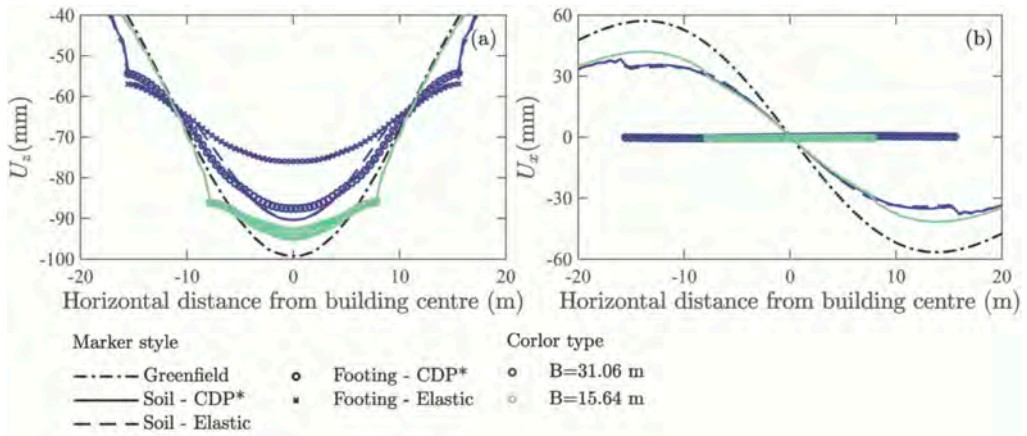 -40
-50
-60
-70
-80
-90
-100
U_z(mm)
(a)
-20
-10
0
10
20
Horizontal distance from building centre (m)
60
30
0
-30
-60
U_x(mm)
(b)
-20
-10
0
10
20
Horizontal distance from building centre (m)
Marker style
Greenfield
Soil - CDP*
Soil - Elastic
Footing - CDP*
Footing - Elastic
Corlor type
B=31.06 m
B=15.64 m